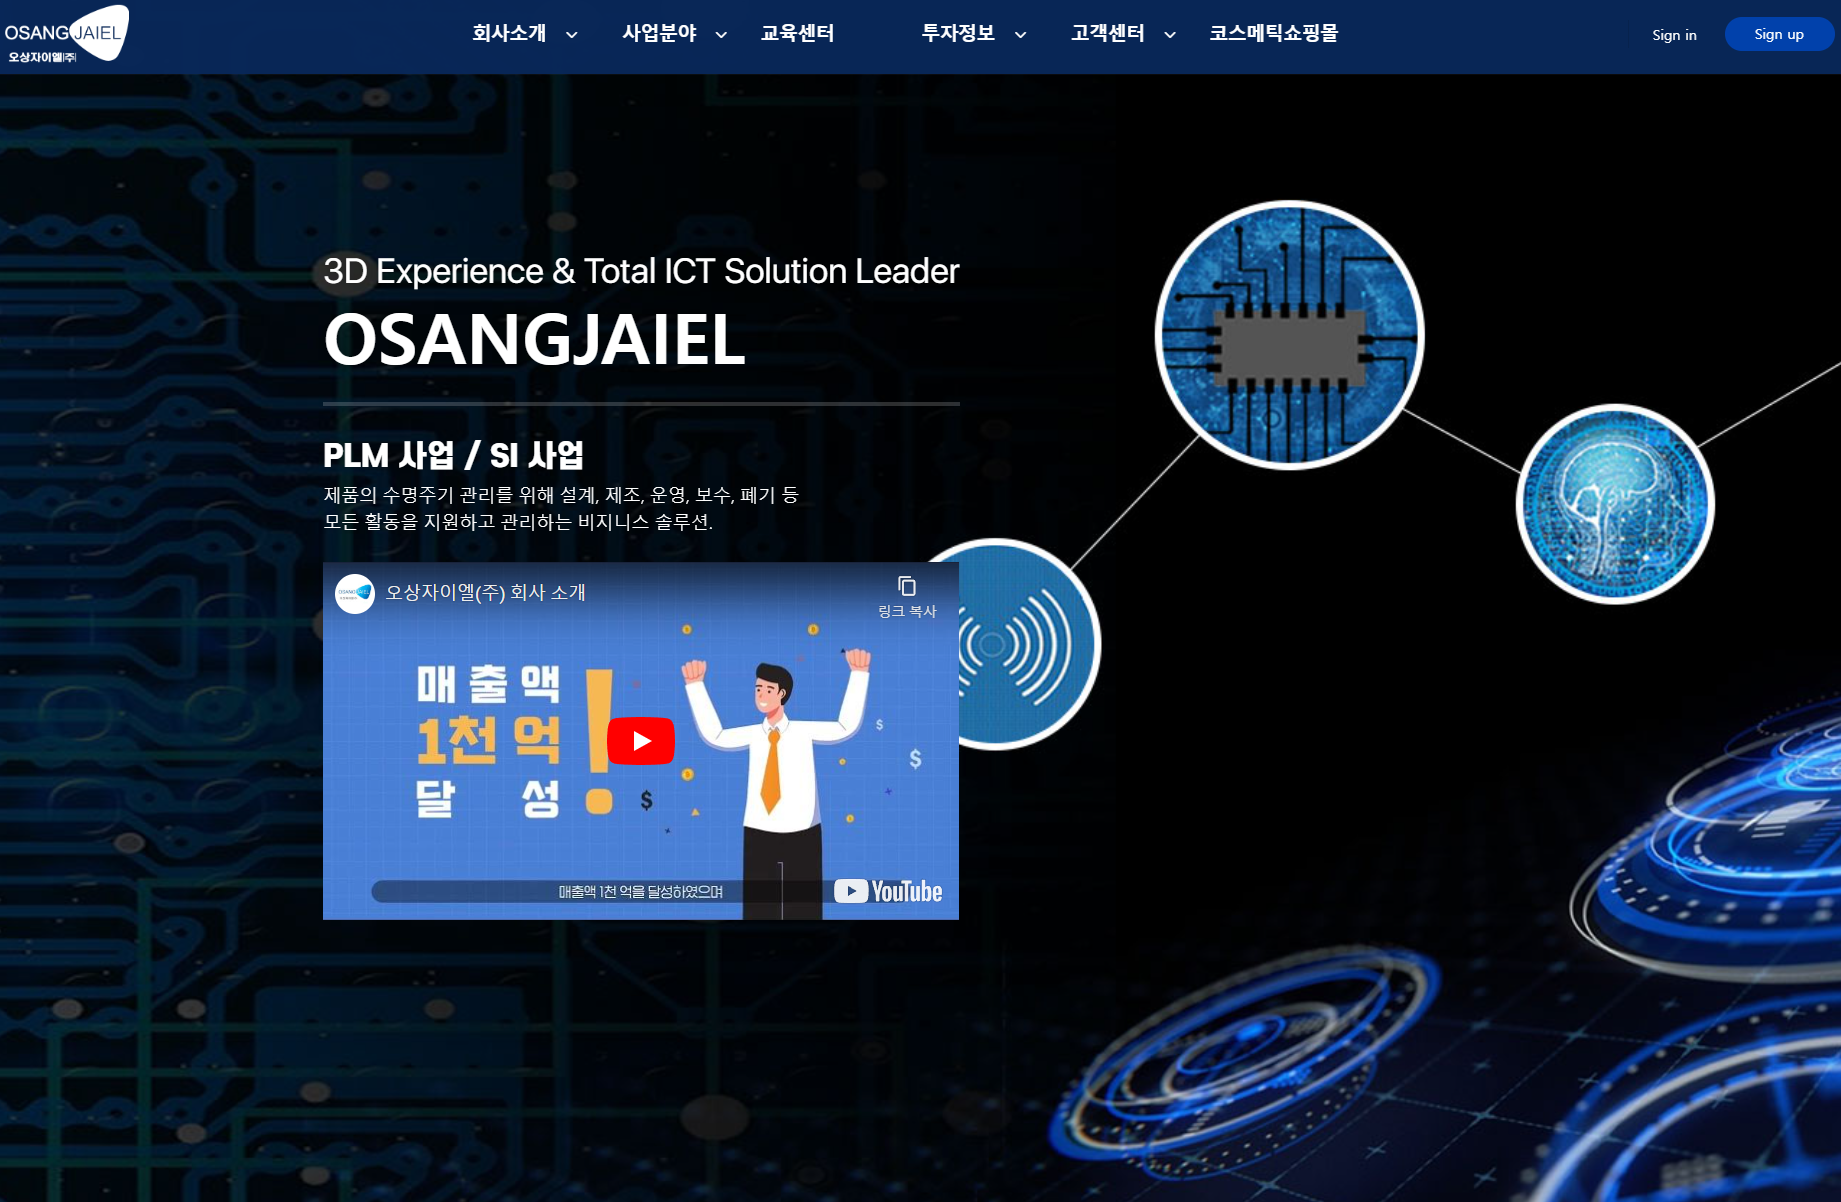 OSANGJAIEL
오상자이엘(주)
회사소개
사업분야
교육센터
투자정보
고객센터
코스메틱쇼핑몰
Sign in
Sign up
3D Experience & Total ICT Solution Leader
OSANGJAIEL
PLM 사업 / SI 사업
제품의 수명주기 관리를 위해 설계, 제조, 운영, 보수, 폐기 등
모든 활동을 지원하고 관리하는 비지니스 솔루션.
OSANGJAIEL
오상자이엘(주) 회사 소개
링크 복사
매출액
1천 억
달 성 !
$
$
$
매출액 1천 억을 달성하였으며
YouTube